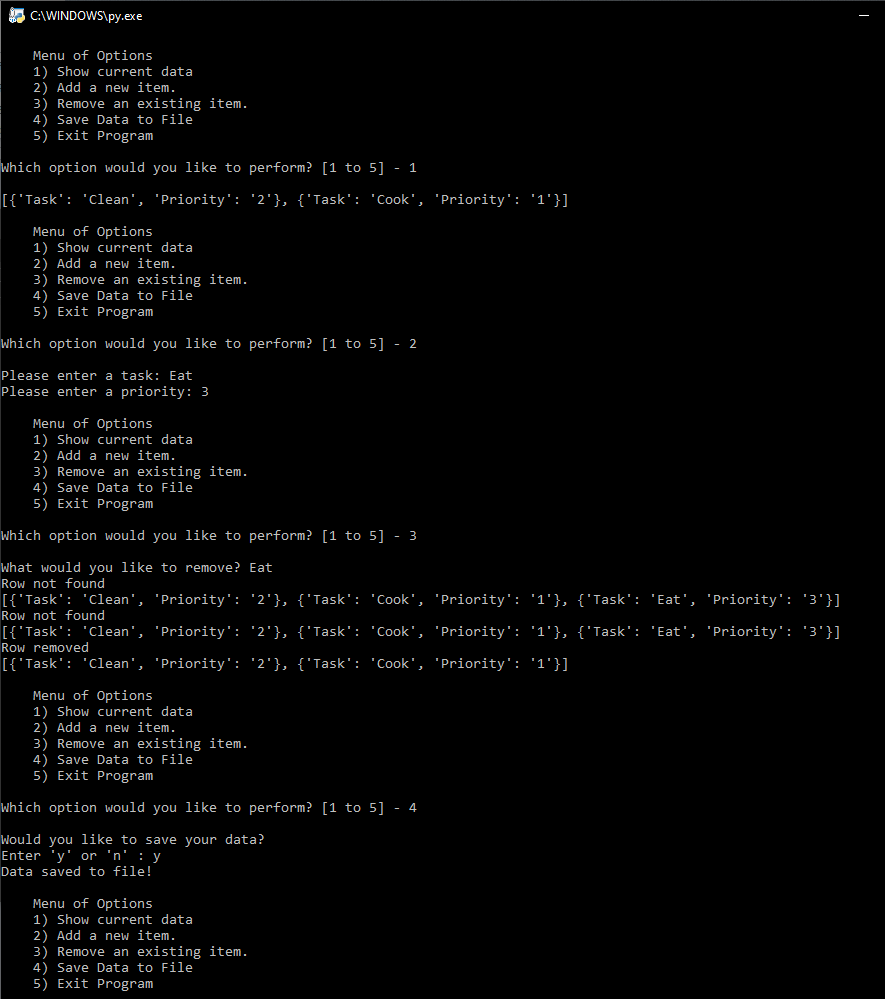 C:\WINDOWS\py.exe
Menu of Options
1) Show current data
2) Add a new item.
3) Remove an existing item.
4) Save Data to File
5) Exit Program
Which option would you like to perform? [1 to 5] - 1
[{'Task': 'Clean', 'Priority': '2'}, {'Task': 'Cook', 'Priority': '1'}]
Menu of Options
1) Show current data
2) Add a new item.
3) Remove an existing item.
4) Save Data to File
5) Exit Program
Which option would you like to perform? [1 to 5] - 2
Please enter a task: Eat
Please enter a priority: 3
Menu of Options
1) Show current data
2) Add a new item.
3) Remove an existing item.
4) Save Data to File
5) Exit Program
Which option would you like to perform? [1 to 5] - 3
What would you like to remove? Eat
Row not found
[{'Task': 'Clean', 'Priority': '2'}, {'Task': 'Cook', 'Priority': '1'}, {'Task': 'Eat', 'Priority': '3'}]
Row not found
[{'Task': 'Clean', 'Priority': '2'}, {'Task': 'Cook', 'Priority': '1'}, {'Task': 'Eat', 'Priority': '3'}]
Row removed
[{'Task': 'Clean', 'Priority': '2'}, {'Task': 'Cook', 'Priority': '1'}]
Menu of Options
1) Show current data
2) Add a new item.
3) Remove an existing item.
4) Save Data to File
5) Exit Program
Which option would you like to perform? [1 to 5] - 4
Would you like to save your data?
Enter 'y' or 'n' : y
Data saved to file!
Menu of Options
1) Show current data
2) Add a new item.
3) Remove an existing item.
4) Save Data to File
5) Exit Program